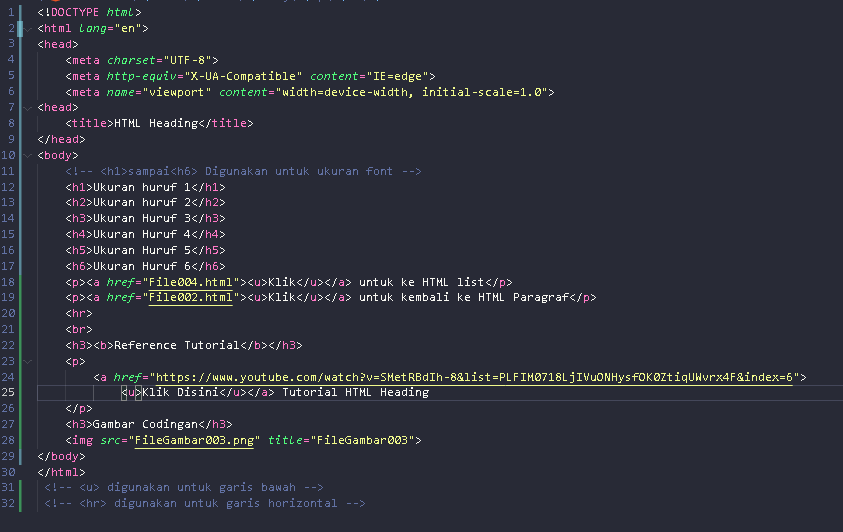 1 <!DOCTYPE html>
2 <html lang="en">
3 <head>
4 <meta charset="UTF-8">
5 <meta http-equiv="X-UA-Compatible" content="IE=edge">
6 <meta name="viewport" content="width=device-width, initial-scale=1.0">
7 <head>
8 <title>HTML Heading</title>
9 </head>
10 <body>
11 <!-- <h1>sampai<h6> Digunakan untuk ukuran font -->
12 <h1>Ukuran huruf 1</h1>
13 <h2>Ukuran huruf 2</h2>
14 <h3>Ukuran Huruf 3</h3>
15 <h4>Ukuran Huruf 4</h4>
16 <h5>Ukuran Huruf 5</h5>
17 <h6>Ukuran Huruf 6</h6>
18 <p><a href="File004.html"><u>Klik</u></a> untuk ke HTML list</p>
19 <p><a href="File002.html"><u>Klik</u></a> untuk kembali ke HTML Paragraf</p>
20 <hr>
21 <br>
22 <h3><b>Reference Tutorial</b></h3>
23 <p>
24 <a href="https://www.youtube.com/watch?v=SMetRBdIh-8&list=PLFIM0718LjIVuONHysfOK0ZtiqUWvrx4F&index=6">
25 <u>Klik Disini</u></a> Tutorial HTML Heading
26 </p>
27 <h3>Gambar Codingan</h3>
28 <img src="FileGambar003.png" title="FileGambar003">
29 </body>
30 </html>
31 <!-- <u> digunakan untuk garis bawah -->
32 <!-- <hr> digunakan untuk garis horizontal -->